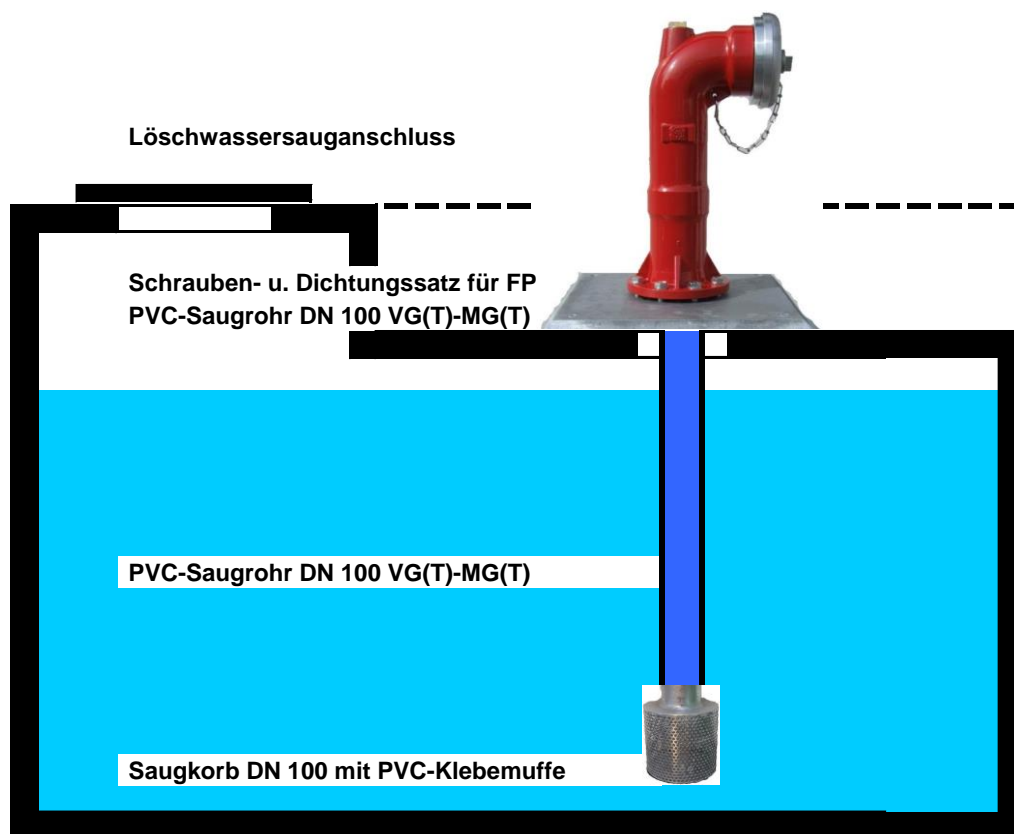 Löschwassersauganschluss
Schrauben- u. Dichtungssatz für FP
PVC-Saugrohr DN 100 VG(T)-MG(T)
PVC-Saugrohr DN 100 VG(T)-MG(T)
Saugkorb DN 100 mit PVC-Klebemuffe